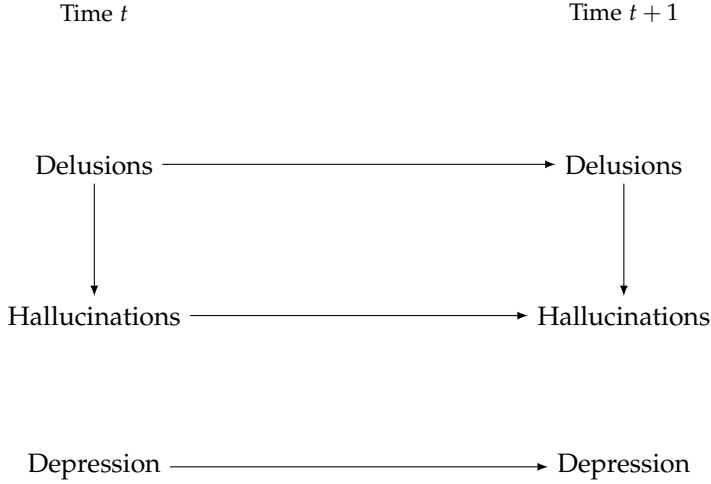 Time t
Time t + 1
Delusions
Delusions
Hallucinations
Hallucinations
Depression
Depression